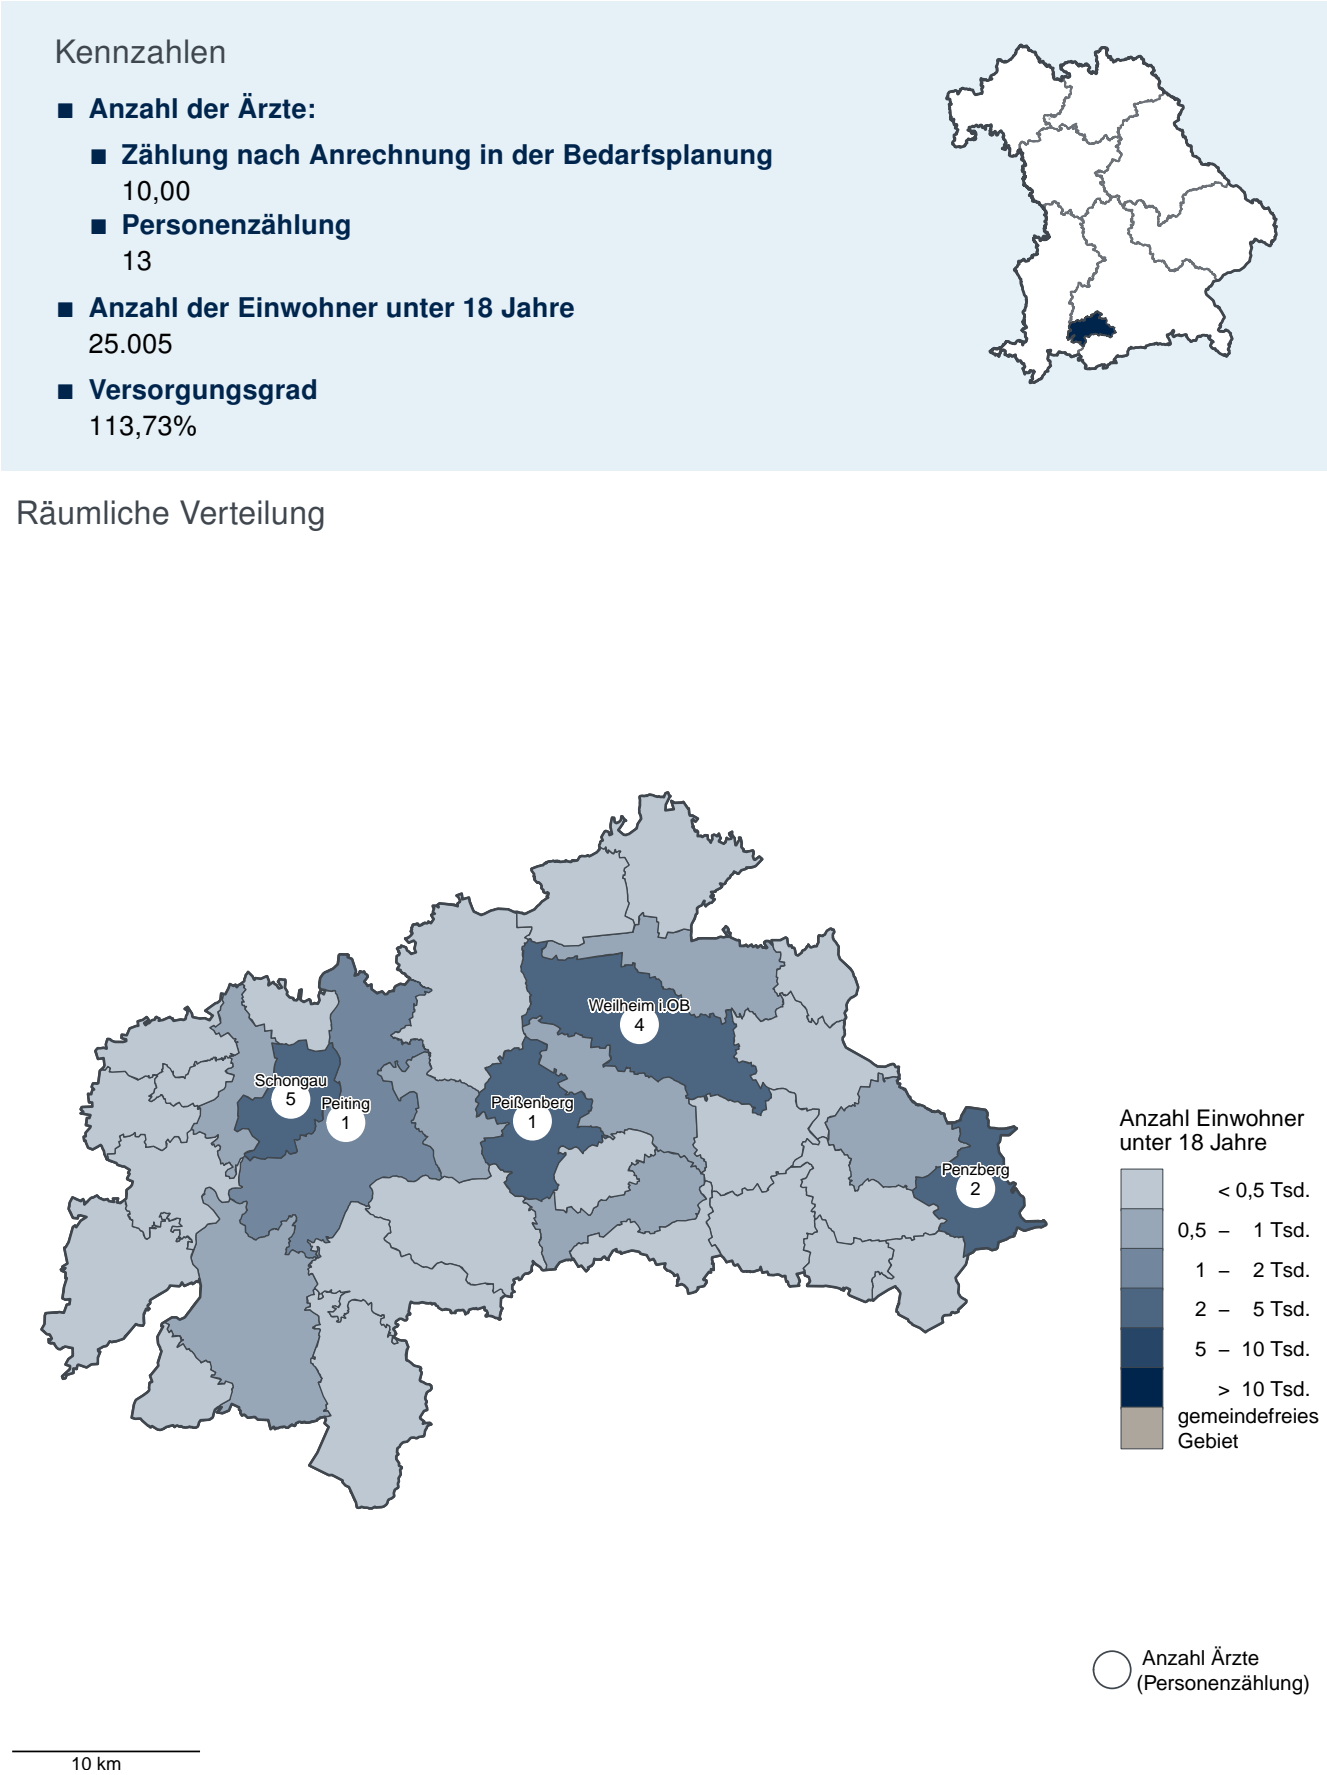 Kennzahlen
Anzahl der Ärzte:
Zählung nach Anrechnung in der Bedarfsplanung
10,00
Personenzählung
13
Anzahl der Einwohner unter 18 Jahre
25.005
Versorgungsgrad
113,73%
Räumliche Verteilung
Weilheim i.OB
4
Schongau
5
Peiting
1
Peißenberg
1
Penzberg
2
Anzahl Einwohner
unter 18 Jahre
< 0,5 Tsd.
0,5 – 1 Tsd.
1 – 2 Tsd.
2 – 5 Tsd.
5 – 10 Tsd.
> 10 Tsd.
gemeindefreies
Gebiet
Anzahl Ärzte
(Personenzählung)
10 km